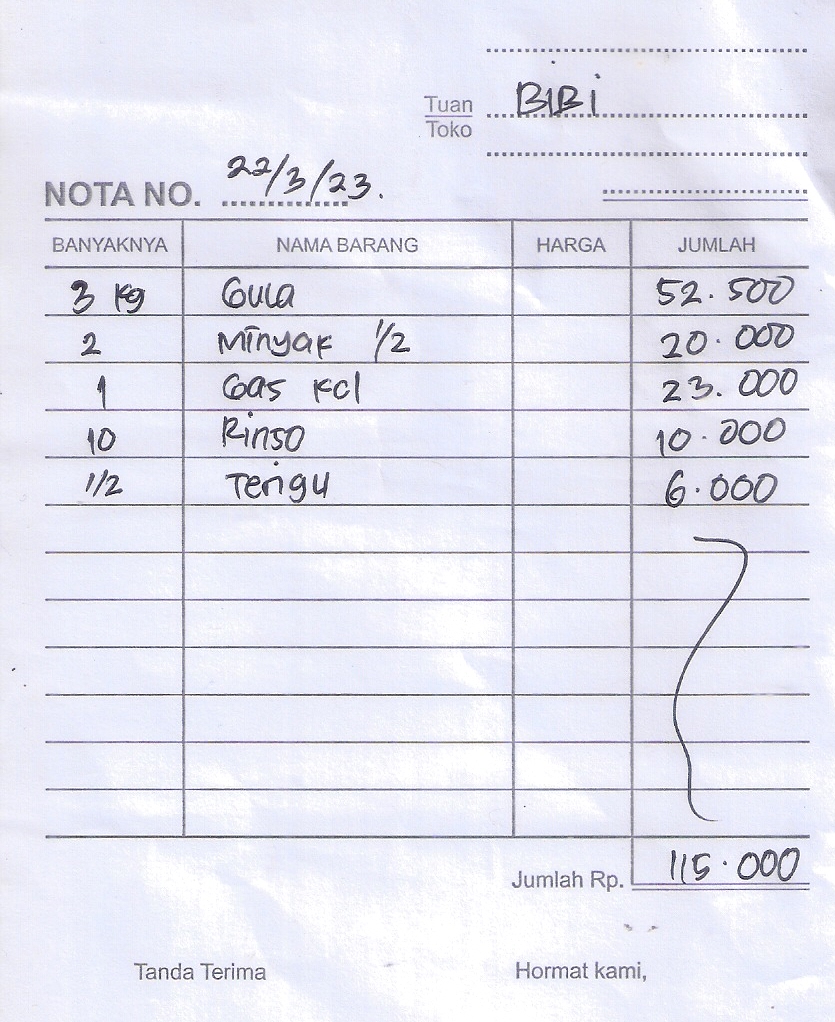 BiBi
Tuan
Toko
NOTA NO. 22/3/23.
BANYAKNYA NAMA BARANG HARGA JUMLAH
3 Kg Gula 52.500
2 Minyak 1/2 20.000
1 Gas Kcl 23.000
10 Rinso 10.000
1/2 Terigu 6.000
Jumlah Rp. 115.000
Tanda Terima Hormat kami,